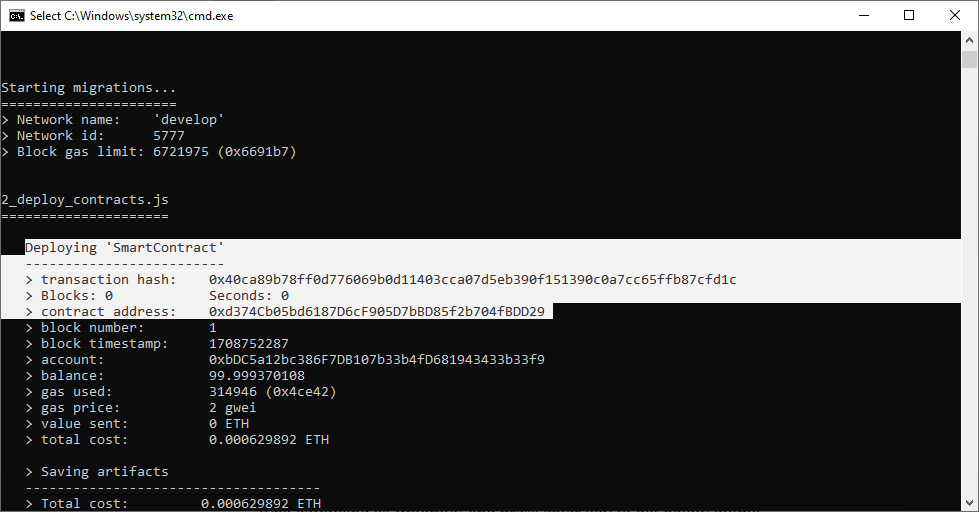 Select C:\Windows\system32\cmd.exe
Starting migrations...
======================
> Network name:    'develop'
> Network id:      5777
> Block gas limit: 6721975 (0x6691b7)
2_deploy_contracts.js
=====================
Deploying 'SmartContract'
-------------------------
> transaction hash:    0x40ca89b78ff0d776069b0d11403cca07d5eb390f151390c0a7cc65ffb87cfd1c
> Blocks: 0            Seconds: 0
> contract address:    0xd374Cb05bd6187D6cF905D7bBD85f2b704fBDD29
> block number:        1
> block timestamp:     1708752287
> account:             0xbDC5a12bc386F7DB107b33b4fD681943433b33f9
> balance:             99.999370108
> gas used:            314946 (0x4ce42)
> gas price:           2 gwei
> value sent:          0 ETH
> total cost:          0.000629892 ETH
> Saving artifacts
-------------------------------------
> Total cost:         0.000629892 ETH